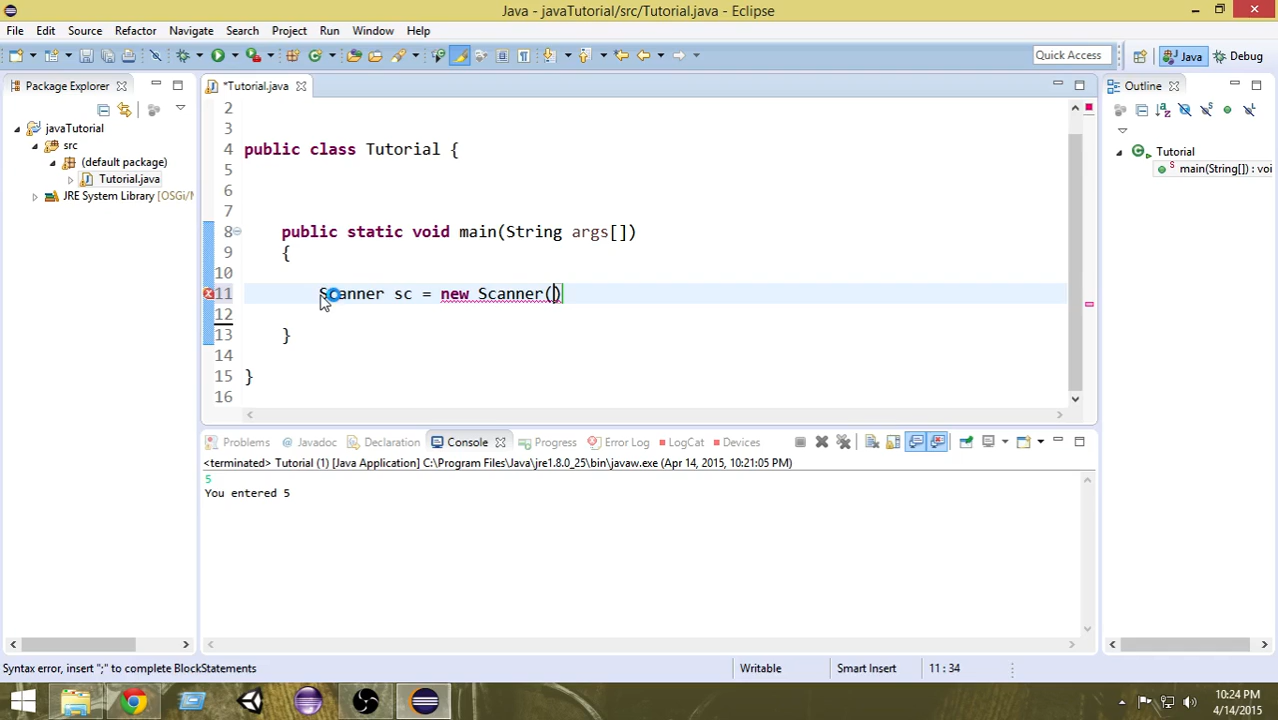 Java - javaTutorial/src/Tutorial.java - Eclipse
File Edit Source Refactor Navigate Search Project Run Window Help
Quick Access Java Debug
Package Explorer *Tutorial.java Outline
javaTutorial
src
(default package)
Tutorial.java
JRE System Library [OSGi/M
2
3
4 public class Tutorial {
5
6
7
8 public static void main(String args[])
9 {
10
11 Scanner sc = new Scanner()
12
13 }
14
15 }
16
Tutorial
main(String[]) : voi
Problems @ Javadoc Declaration Console Progress Error Log LogCat Devices
<terminated> Tutorial (1) [Java Application] C:\Program Files\Java\jre1.8.0_25\bin\javaw.exe (Apr 14, 2015, 10:21:05 PM)
5
You entered 5
Syntax error, insert ";" to complete BlockStatements Writable Smart Insert 11 : 34
10:24 PM
4/14/2015